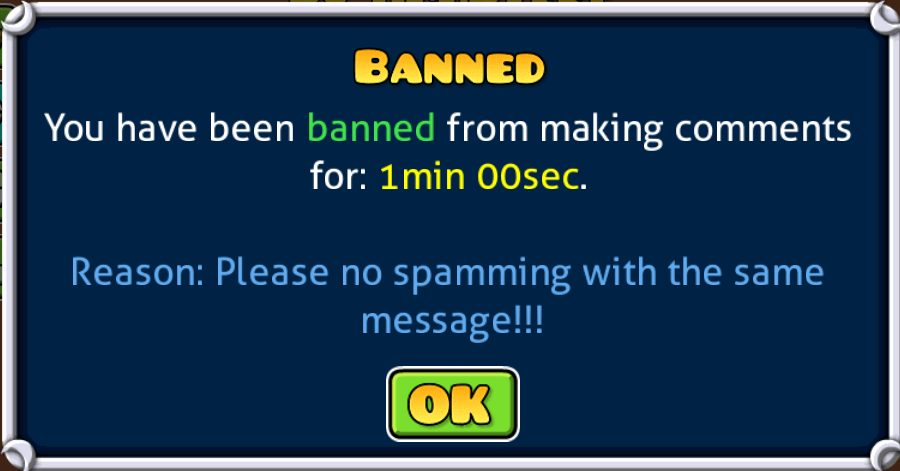 BANNED
You have been banned from making comments
for: 1min 00sec.
Reason: Please no spamming with the same
message!!!
OK